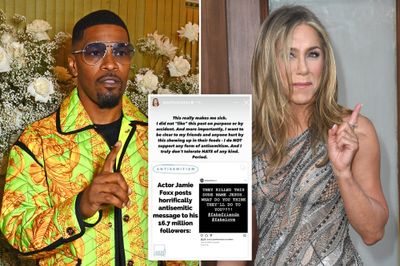 This really makes me sick.
I did not "like" this post on purpose or by
accident. And more importantly, I want to
be clear to my friends and anyone hurt by
this showing up in their feeds - I do NOT
support any form of antisemitism. And I
truly don't tolerate HATE of any kind.
Period.
ANTISEMITISM
Actor Jamie
Foxx posts
horrifically
antisemitic
message to his
16.7 million
followers:
THEY KILLED THIS
DUDE NAME JESUS
WHAT DO YOU THINK
THEY'LL DO TO
YOU???!!
#fakefriends
#fakelove